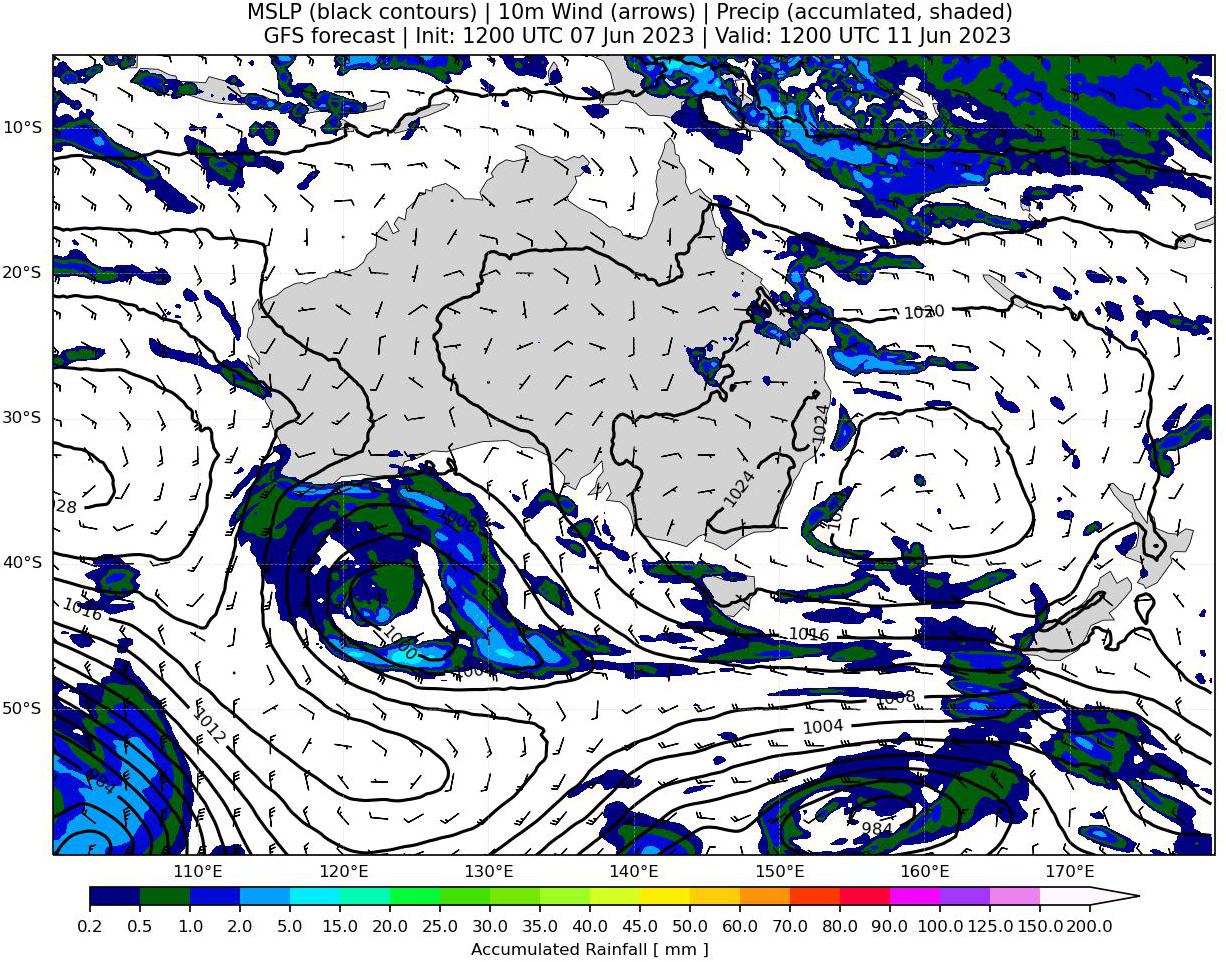 MSLP (black contours) | 10m Wind (arrows) | Precip (accumlated, shaded)
GFS forecast | Init: 1200 UTC 07 Jun 2023 | Valid: 1200 UTC 11 Jun 2023
10°S
20°S
1020
30°S
1024
1024
028
1008
40°S
1016
1016
1000
50°S
1012
1008
1004
984
984
110°E 120°E 130°E 140°E 150°E 160°E 170°E
0.2 0.5 1.0 2.0 5.0 10.0 15.0 20.0 25.0 30.0 35.0 40.0 45.0 50.0 60.0 70.0 80.0 90.0 100.0 125.0 150.0 200.0
Accumulated Rainfall [ mm ]